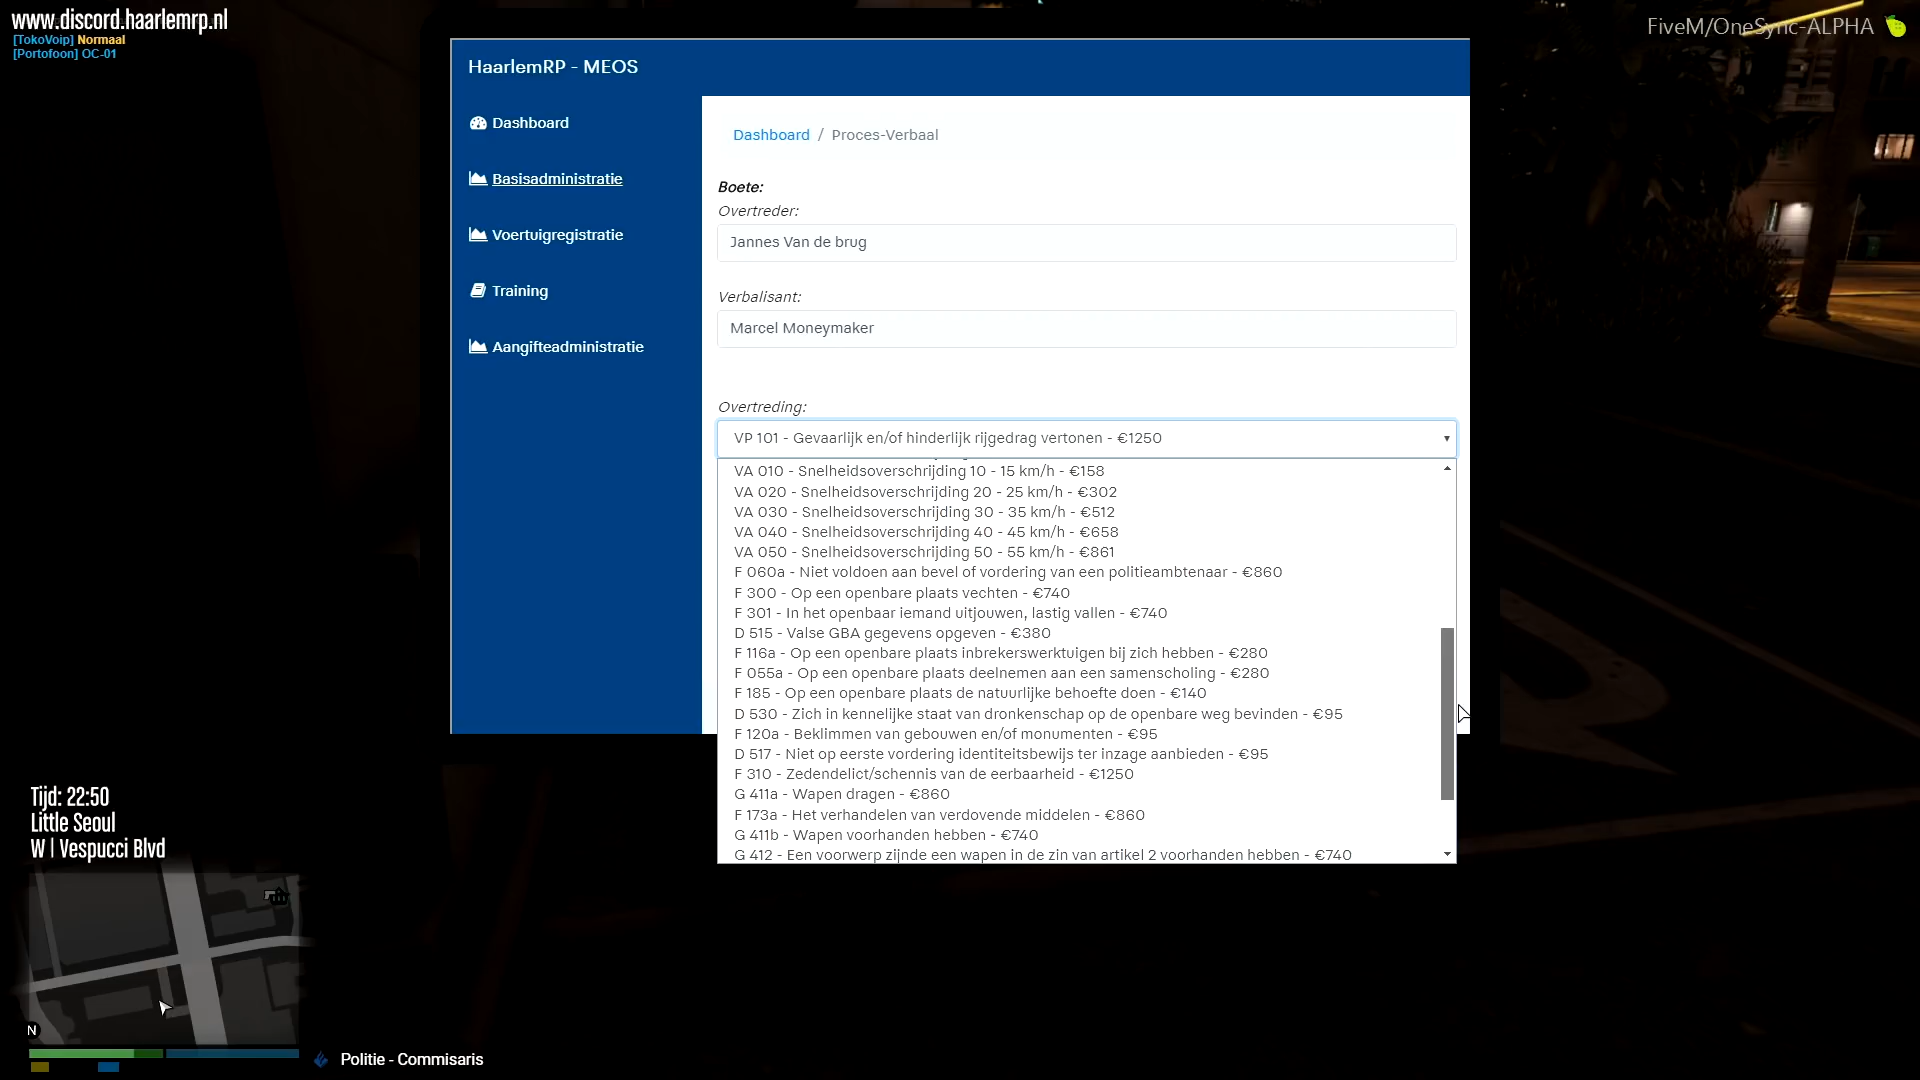 www.discord.haarlemrp.nl
[TokoVoip] Normaal
[Portofoon] OC-01
FiveM/OneSync-ALPHA
HaarlemRP - MEOS
Dashboard
Basisadministratie
Voertuigregistratie
Training
Aangifteadministratie
Dashboard / Proces-Verbaal
Boete:
Overtreder:
Jannes Van de brug
Verbalisant:
Marcel Moneymaker
Overtreding:
VP 101 - Gevaarlijk en/of hinderlijk rijgedrag vertonen - €1250
VA 010 - Snelheidsoverschrijding 10 - 15 km/h - €158
VA 020 - Snelheidsoverschrijding 20 - 25 km/h - €302
VA 030 - Snelheidsoverschrijding 30 - 35 km/h - €512
VA 040 - Snelheidsoverschrijding 40 - 45 km/h - €658
VA 050 - Snelheidsoverschrijding 50 - 55 km/h - €861
F 060a - Niet voldoen aan bevel of vordering van een politieambtenaar - €860
F 300 - Op een openbare plaats vechten - €740
F 301 - In het openbaar iemand uitjouwen, lastig vallen - €740
D 515 - Valse GBA gegevens opgeven - €380
F 116a - Op een openbare plaats inbrekerswerktuigen bij zich hebben - €280
F 055a - Op een openbare plaats deelnemen aan een samenscholing - €280
F 185 - Op een openbare plaats de natuurlijke behoefte doen - €140
D 530 - Zich in kennelijke staat van dronkenschap op de openbare weg bevinden - €95
F 120a - Beklimmen van gebouwen en/of monumenten - €95
D 517 - Niet op eerste vordering identiteitsbewijs ter inzage aanbieden - €95
F 310 - Zedendelict/schennis van de eerbaarheid - €1250
G 411a - Wapen dragen - €860
F 173a - Het verhandelen van verdovende middelen - €860
G 411b - Wapen voorhanden hebben - €740
G 412 - Een voorwerp zijnde een wapen in de zin van artikel 2 voorhanden hebben - €740
Tijd: 22:50
Little Seoul
W | Vespucci Blvd
N
Politie - Commisaris